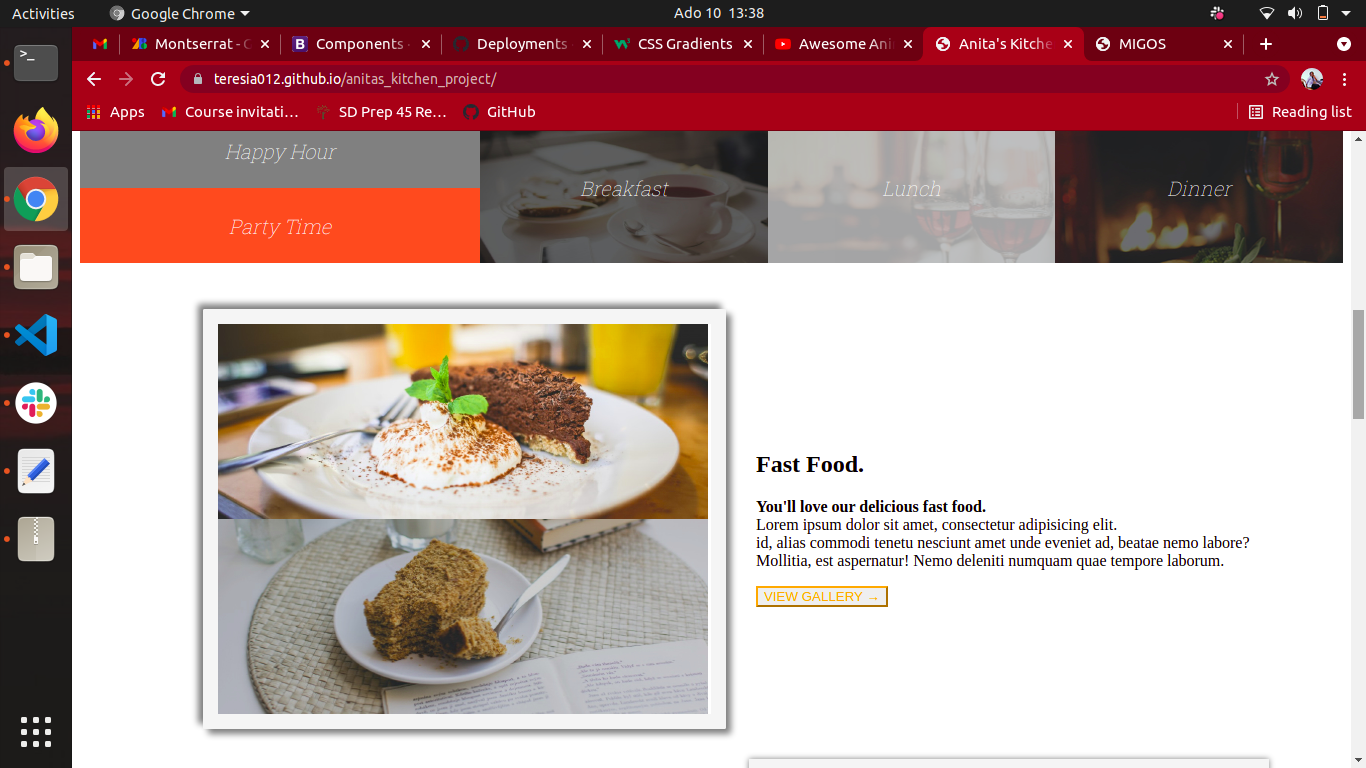 Activities
Google Chrome
Ado 10 13:38
Montserrat - G
Components -
Deployments
CSS Gradients
Awesome Ani
Anita's Kitche
MIGOS
teresia012.github.io/anitas_kitchen_project/
Apps
Course invitati…
SD Prep 45 Re…
GitHub
Reading list
Happy Hour
Party Time
Breakfast
Lunch
Dinner
Fast Food.
You'll love our delicious fast food.
Lorem ipsum dolor sit amet, consectetur adipisicing elit.
id, alias commodi tenetu nesciunt amet unde eveniet ad, beatae nemo labore?
Mollitia, est aspernatur! Nemo deleniti numquam quae tempore laborum.
VIEW GALLERY →